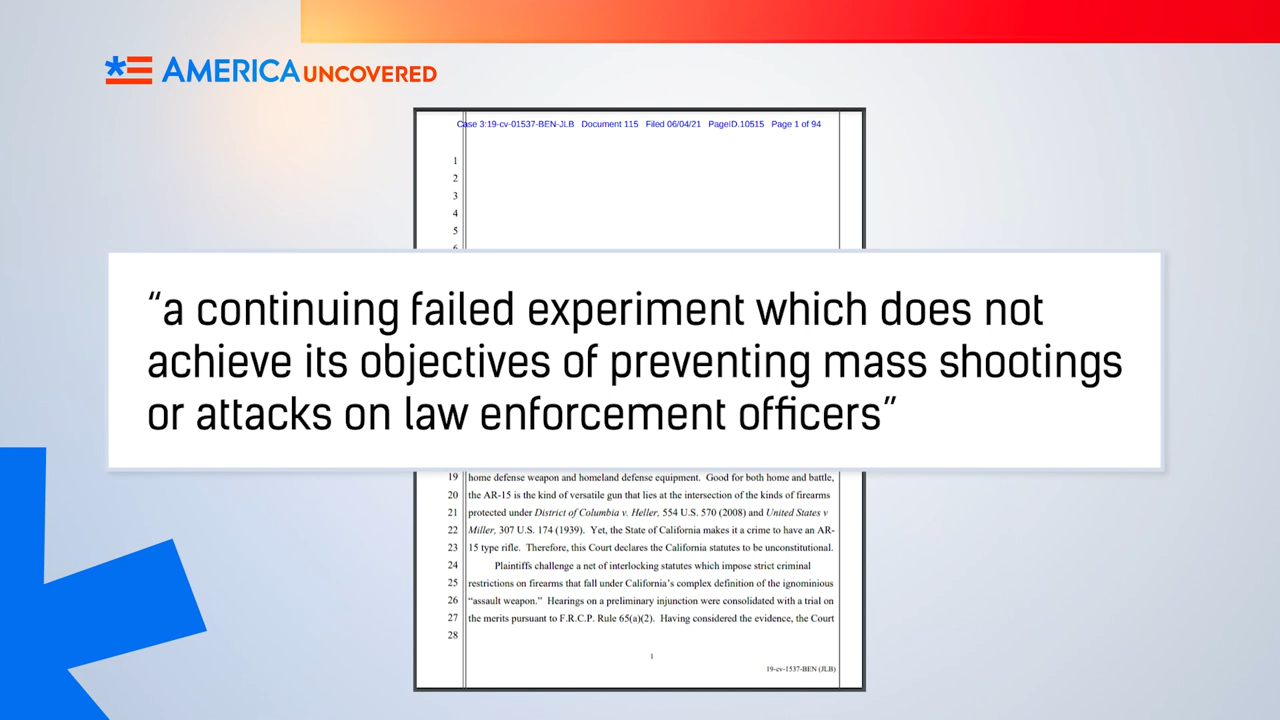 AMERICA UNCOVERED
Case 3:19-cv-01537-BEN-JLB Document 115 Filed 06/04/21 PageID.10515 Page 1 of 94
1
2
3
4
5
“a continuing failed experiment which does not
achieve its objectives of preventing mass shootings
or attacks on law enforcement officers”
19 home defense weapon and homeland defense equipment. Good for both home and battle,
20 the AR-15 is the kind of versatile gun that lies at the intersection of the kinds of firearms
21 protected under District of Columbia v. Heller, 554 U.S. 570 (2008) and United States v
22 Miller, 307 U.S. 174 (1939). Yet, the State of California makes it a crime to have an AR-
23 15 type rifle. Therefore, this Court declares the California statutes to be unconstitutional.
24 Plaintiffs challenge a net of interlocking statutes which impose strict criminal
25 restrictions on firearms that fall under California’s complex definition of the ignominious
26 “assault weapon.” Hearings on a preliminary injunction were consolidated with a trial on
27 the merits pursuant to F.R.C.P. Rule 65(a)(2). Having considered the evidence, the Court
28
1
19-cv-1537-BEN (JLB)